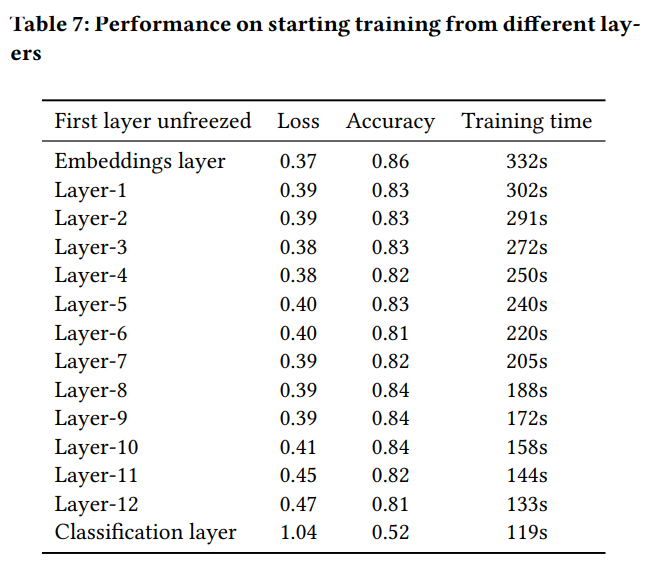 Table 7: Performance on starting training from different lay-
ers
First layer unfreezed Loss Accuracy Training time
Embeddings layer 0.37 0.86 332s
Layer-1 0.39 0.83 302s
Layer-2 0.39 0.83 291s
Layer-3 0.38 0.83 272s
Layer-4 0.38 0.82 250s
Layer-5 0.40 0.83 240s
Layer-6 0.40 0.81 220s
Layer-7 0.39 0.82 205s
Layer-8 0.39 0.84 188s
Layer-9 0.39 0.84 172s
Layer-10 0.41 0.84 158s
Layer-11 0.45 0.82 144s
Layer-12 0.47 0.81 133s
Classification layer 1.04 0.52 119s